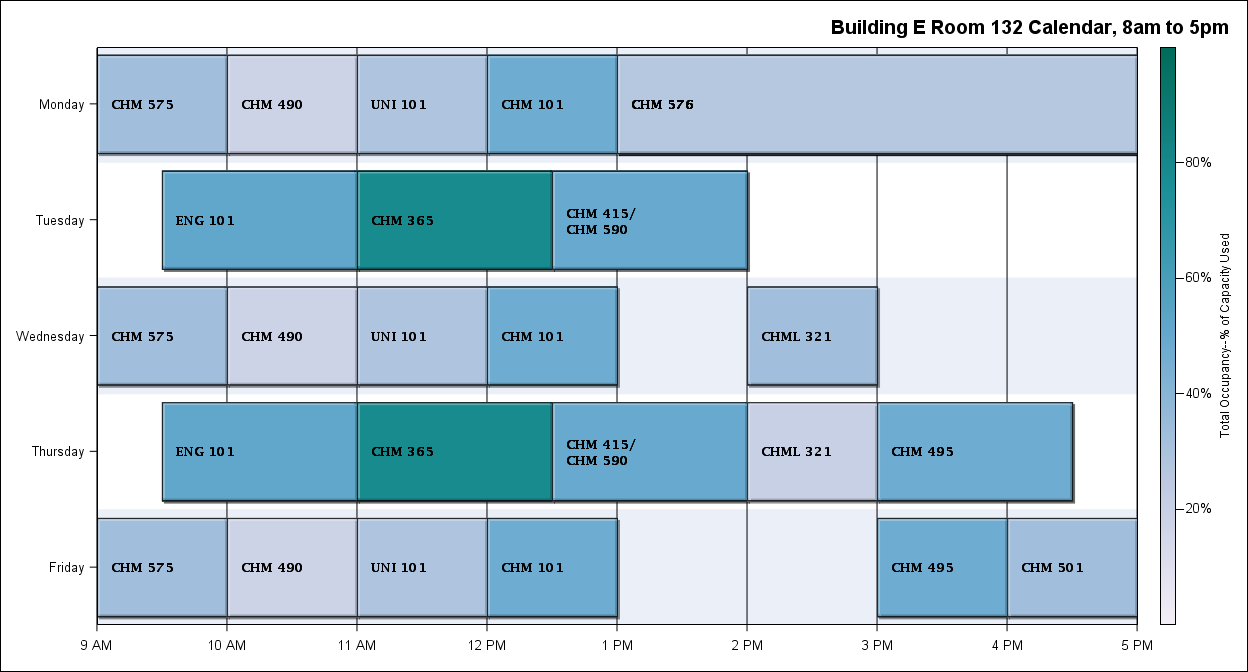 Building E Room 132 Calendar, 8am to 5pm
Monday
CHM 575
CHM 490
UNI 101
CHM 101
CHM 576
Tuesday
ENG 101
CHM 365
CHM 415/
CHM 590
Wednesday
CHM 575
CHM 490
UNI 101
CHM 101
CHML 321
Thursday
ENG 101
CHM 365
CHM 415/
CHM 590
CHML 321
CHM 495
Friday
CHM 575
CHM 490
UNI 101
CHM 101
CHM 495
CHM 501
9 AM
10 AM
11 AM
12 PM
1 PM
2 PM
3 PM
4 PM
5 PM
80%
60%
40%
20%
Total Occupancy--% of Capacity Used